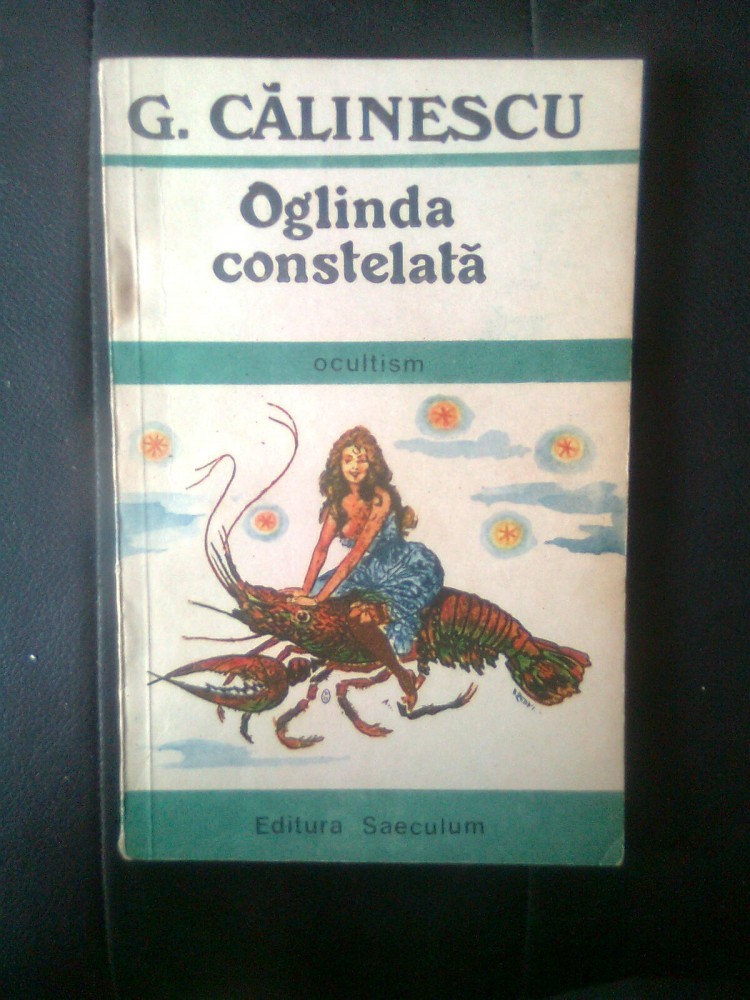 G. CĂLINESCU
Oglinda
constelată
ocultism
Editura Saeculum